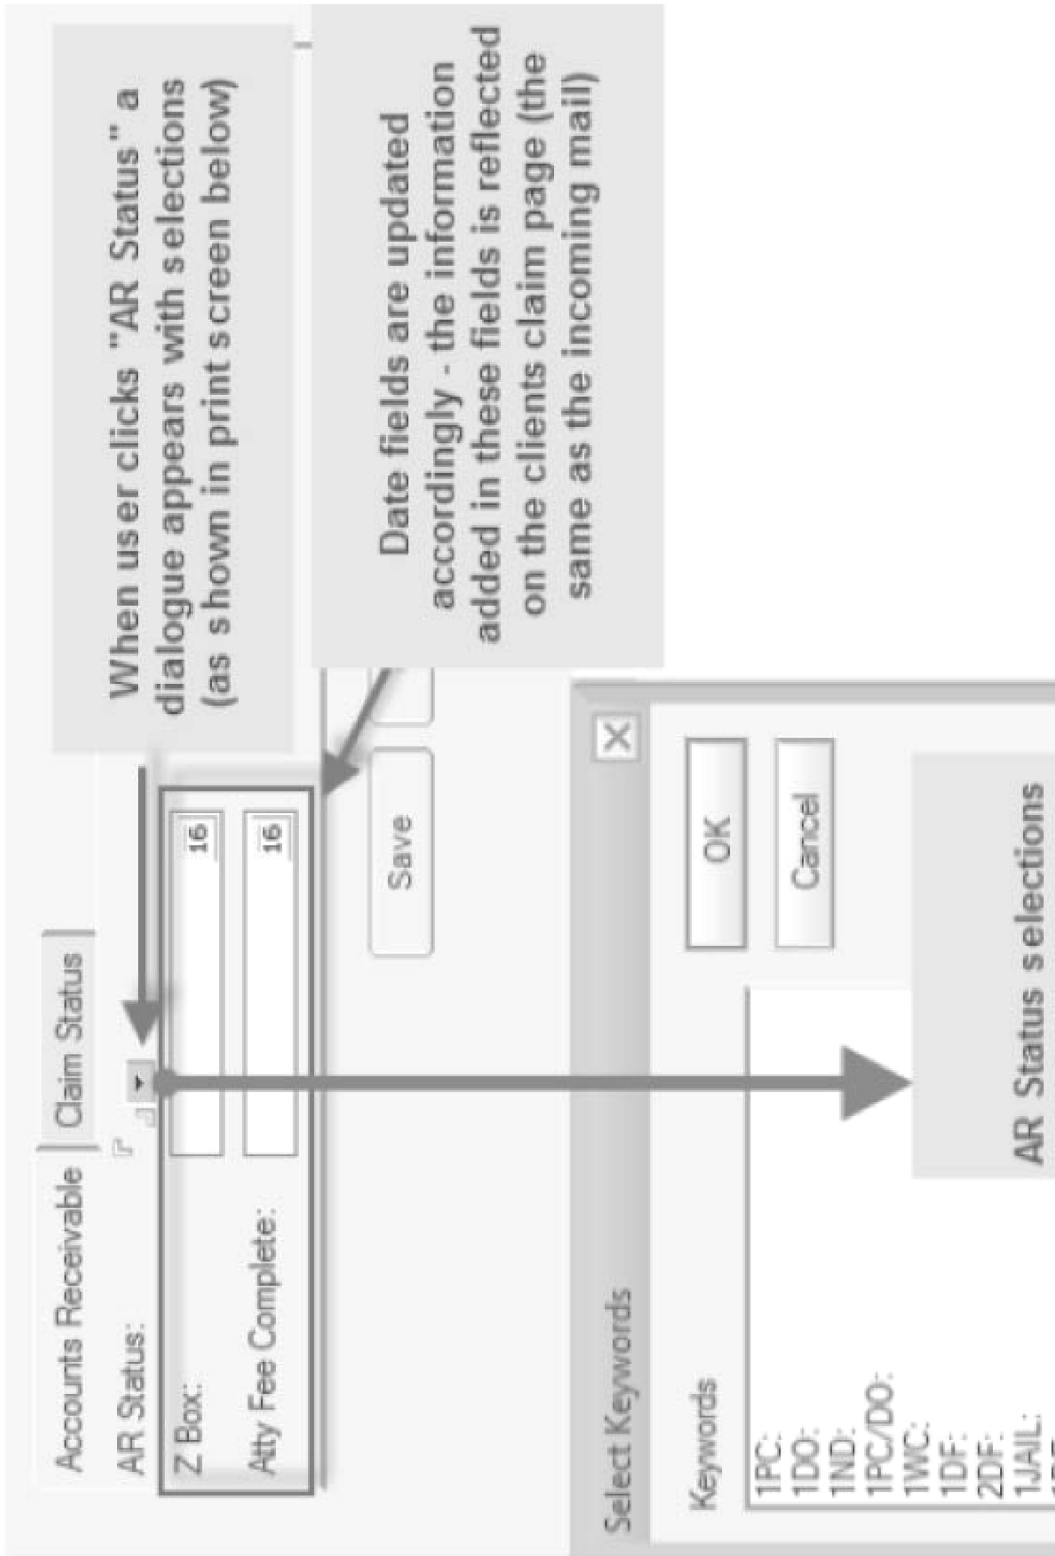 Accounts Receivable
Claim Status
AR Status:
When user clicks "AR Status" a
dialogue appears with selections
(as shown in print screen below)
Z Box:
16
Atty Fee Complete:
16
Date fields are updated
accordingly - the information
added in these fields is reflected
on the clients claim page (the
same as the incoming mail)
Save
Select Keywords
Keywords
OK
Cancel
1PC:
1DO:
1ND:
1PC/DO:
1WC:
1DF:
2DF:
1JAIL:
AR Status selections